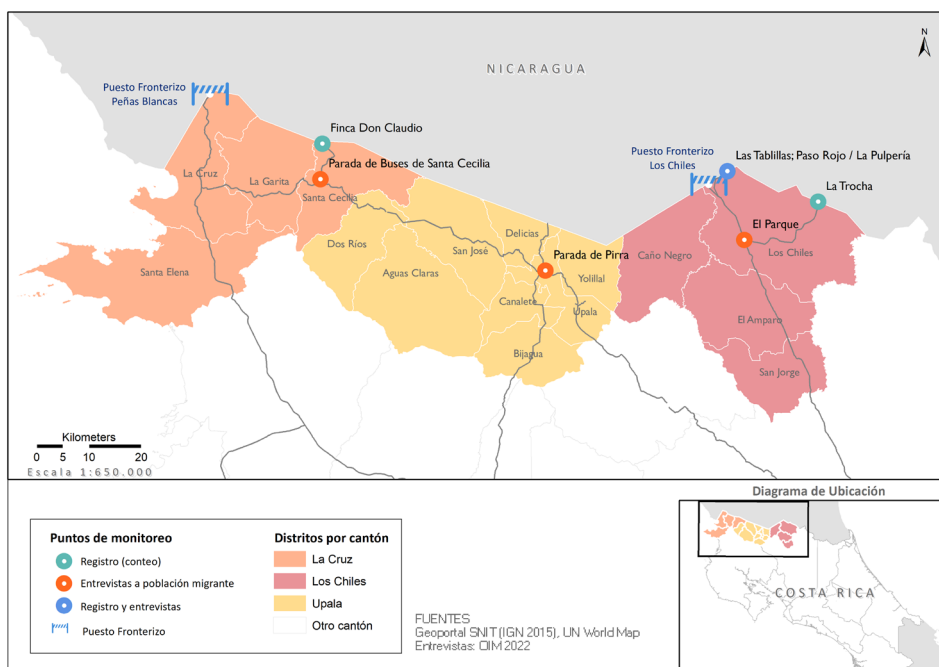 N
NICARAGUA
Puesto Fronterizo
Peñas Blancas
Finca Don Claudio
Parada de Buses de Santa Cecilia
Puesto Fronterizo
Los Chiles
Las Tablillas; Paso Rojo / La Pulpería
La Trocha
La Cruz
La Garita
Santa Cecilia
El Parque
Santa Elena
Dos Ríos
Aguas Claras
San José
Delicias
Parada de Pirra
Yolillal
Caño Negro
Los Chiles
Canalete
Upala
Bijagua
El Amparo
San Jorge
Kilometers
0 5 10 20
Escala 1:650.000
Diagrama de Ubicación
COSTA RICA
Puntos de monitoreo
Registro (conteo)
Entrevistas a población migrante
Registro y entrevistas
Puesto Fronterizo
Distritos por cantón
La Cruz
Los Chiles
Upala
Otro cantón
FUENTES
Geoportal SNIT (IGN 2015), UN World Map
Entrevistas: OIM 2022